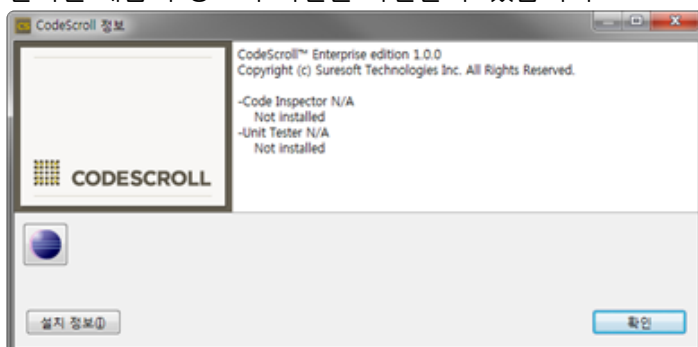 CodeScroll 정보
CodeScroll™ Enterprise edition 1.0.0
Copyright (c) Suresoft Technologies Inc. All Rights Reserved.
-Code Inspector N/A
Not installed
-Unit Tester N/A
Not installed
CODESCROLL
설치 정보(I)
확인